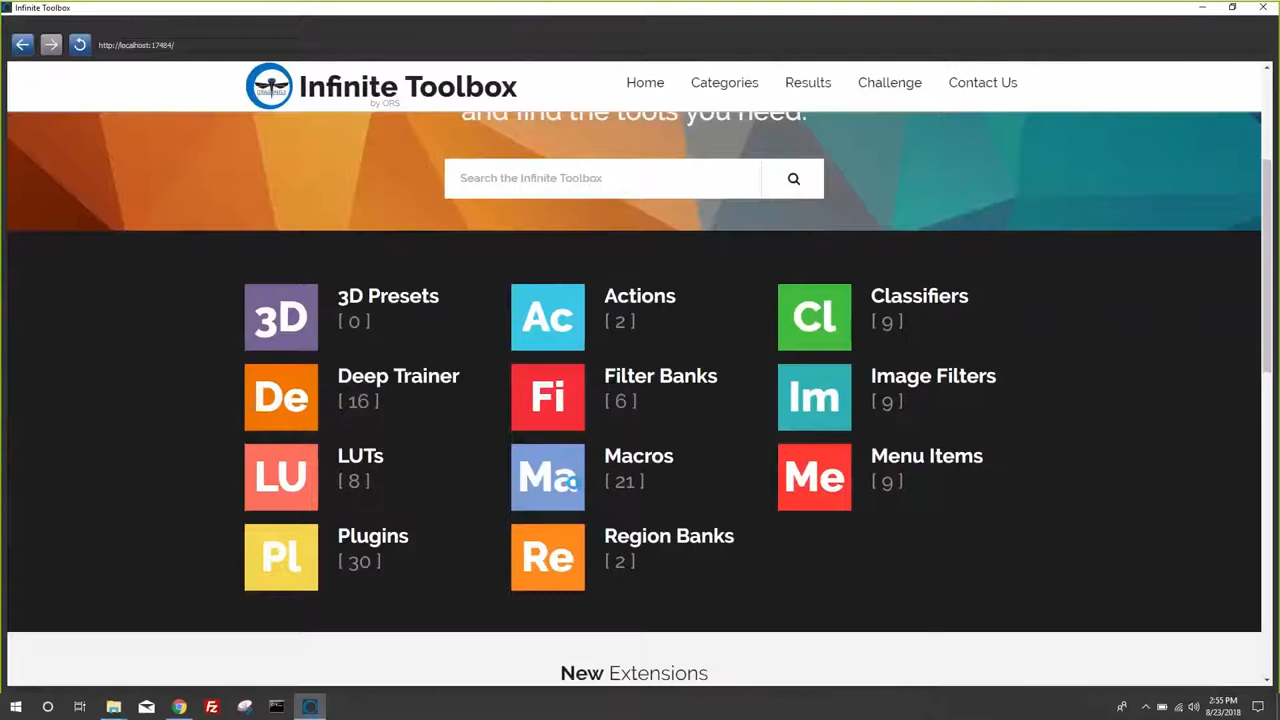 Infinite Toolbox
http://localhost:17484/
Infinite Toolbox
by ORS
Home Categories Results Challenge Contact Us
and find the tools you need.
Search the Infinite Toolbox
3D 3D Presets
[ 0 ]
Ac Actions
[ 2 ]
Cl Classifiers
[ 9 ]
De Deep Trainer
[ 16 ]
Fi Filter Banks
[ 6 ]
Im Image Filters
[ 9 ]
LU LUTs
[ 8 ]
Ma Macros
[ 21 ]
Me Menu Items
[ 9 ]
Pl Plugins
[ 30 ]
Re Region Banks
[ 2 ]
New Extensions
2:55 PM
8/23/2018